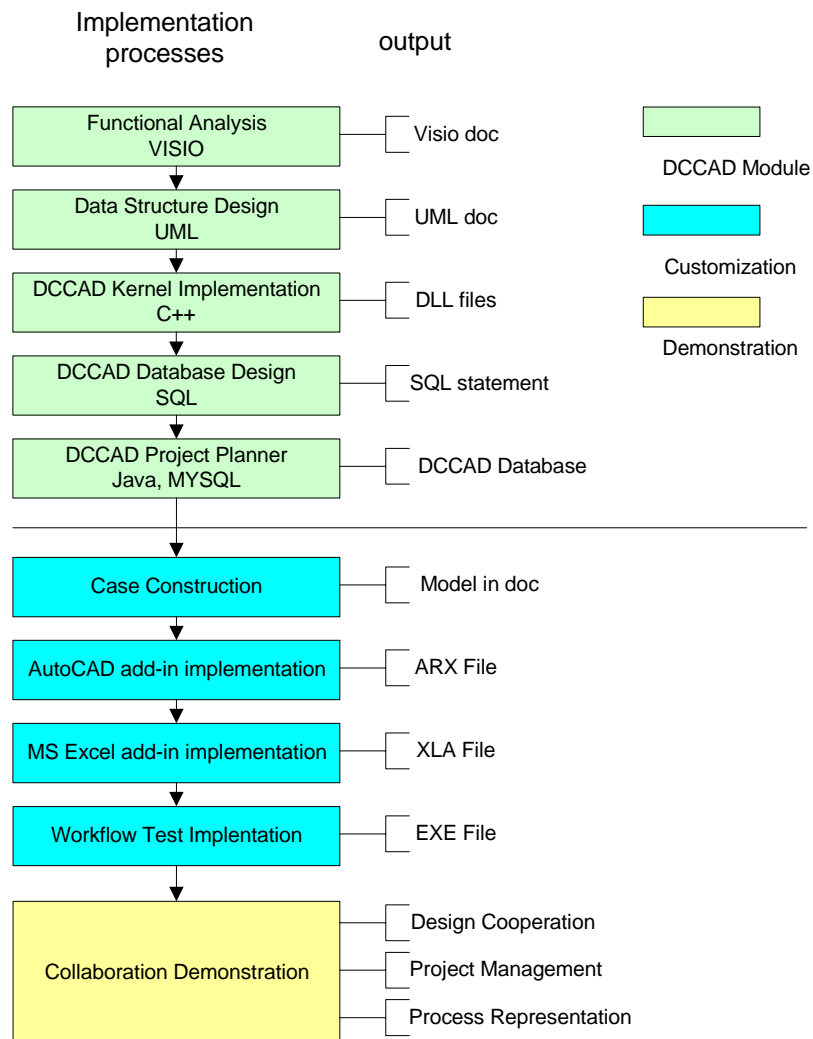 Implementation
processes
output
Functional Analysis
VISIO
Visio doc
DCCAD Module
Data Structure Design
UML
UML doc
Customization
DCCAD Kernel Implementation
C++
DLL files
Demonstration
DCCAD Database Design
SQL
SQL statement
DCCAD Project Planner
Java, MYSQL
DCCAD Database
Case Construction
Model in doc
AutoCAD add-in implementation
ARX File
MS Excel add-in implementation
XLA File
Workflow Test Implentation
EXE File
Collaboration Demonstration
Design Cooperation
Project Management
Process Representation